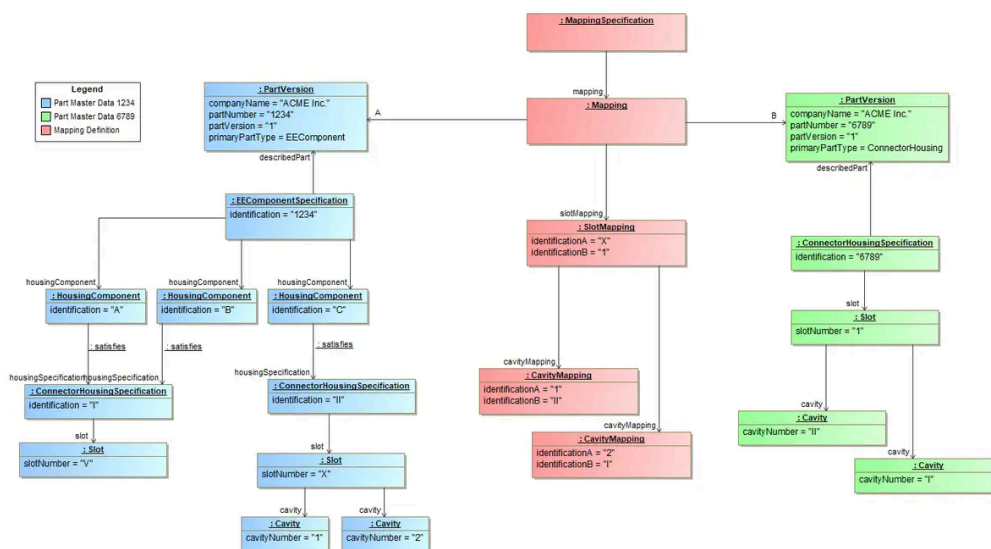 : MappingSpecification
Legend
Part Master Data 1234
Part Master Data 6789
Mapping Definition
: PartVersion
companyName = "ACME Inc."
partNumber = "1234"
partVersion = "1"
primaryPartType = EEComponent
describedPart
A
mapping
: Mapping
B
: PartVersion
companyName = "ACME Inc."
partNumber = "6789"
partVersion = "1"
primaryPartType = ConnectorHousing
describedPart
: EEComponentSpecification
identification = "1234"
slotMapping
: SlotMapping
identificationA = "X"
identificationB = "1"
: ConnectorHousingSpecification
identification = "6789"
housingComponent
housingComponent
housingComponent
: HousingComponent
identification = "A"
: HousingComponent
identification = "B"
: HousingComponent
identification = "C"
slot
: Slot
slotNumber = "1"
: satisfies
: satisfies
: satisfies
housingSpecification
housingSpecification
housingSpecification
: ConnectorHousingSpecification
identification = "I"
: ConnectorHousingSpecification
identification = "II"
cavityMapping
: CavityMapping
identificationA = "1"
identificationB = "II"
cavity
: Cavity
cavityNumber = "II"
slot
: Slot
slotNumber = "V"
slot
: Slot
slotNumber = "X"
cavityMapping
: CavityMapping
identificationA = "2"
identificationB = "I"
cavity
: Cavity
cavityNumber = "I"
cavity
: Cavity
cavityNumber = "1"
cavity
: Cavity
cavityNumber = "2"